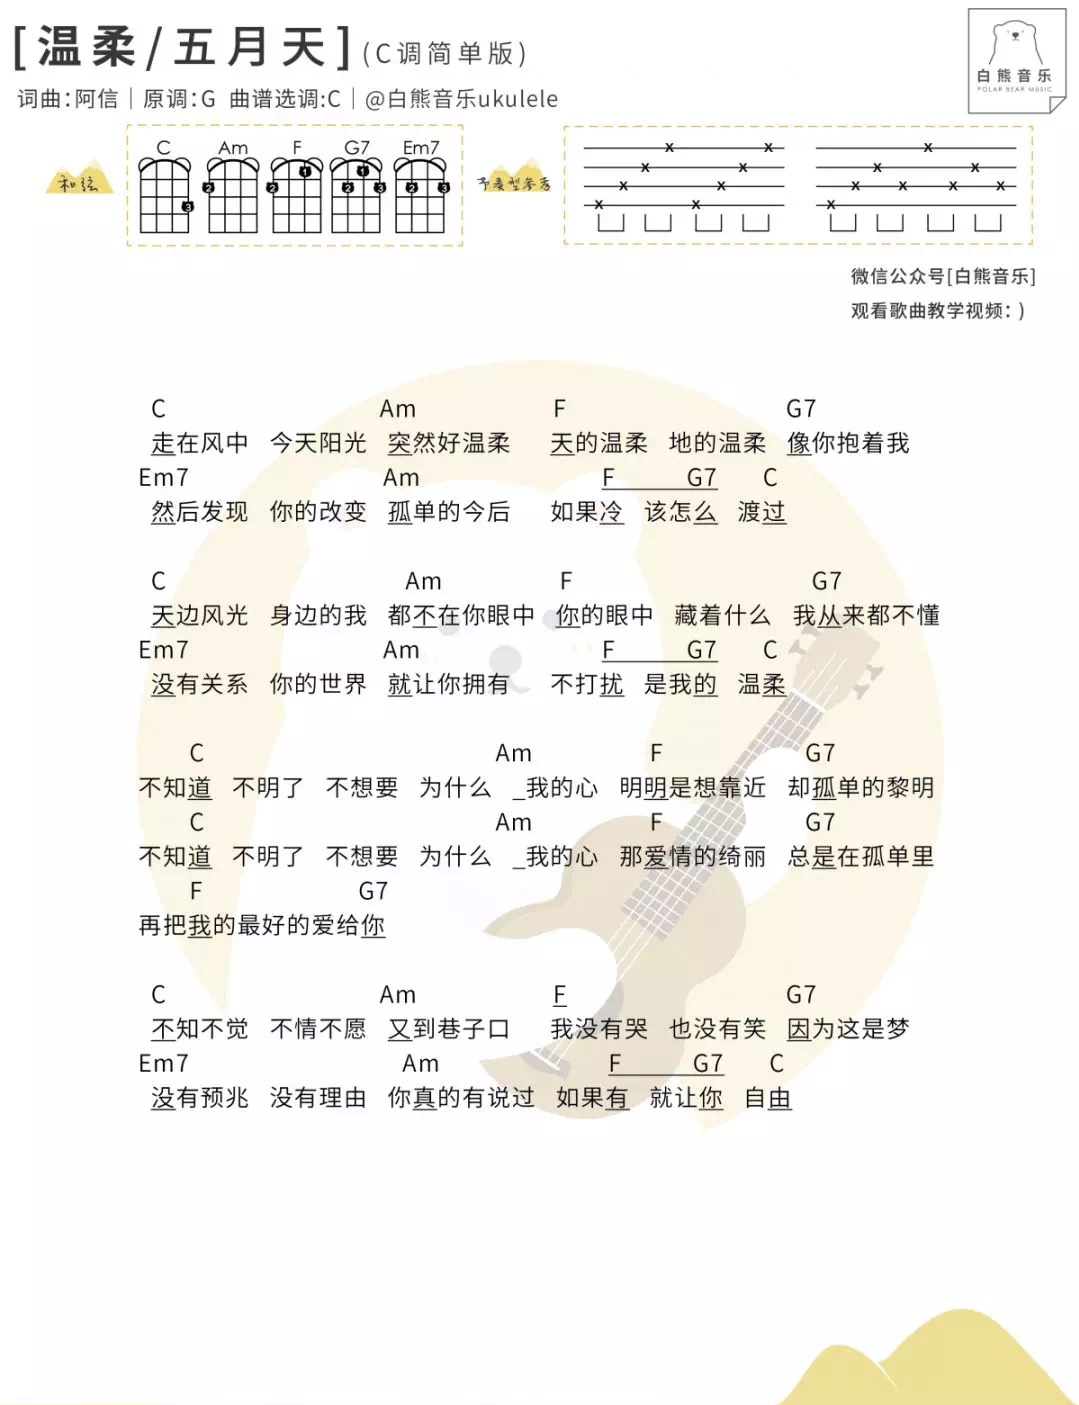 [温柔/五月天](C调简单版)
白熊音乐
POLAR BEAR MUSIC
词曲:阿信|原调:G 曲谱选调:C|@白熊音乐ukulele
和弦
C Am F G7 Em7
节奏型参考
微信公众号[白熊音乐]
观看歌曲教学视频:)
C Am F G7
走在风中 今天阳光 突然好温柔 天的温柔 地的温柔 像你抱着我
Em7 Am F G7 C
然后发现 你的改变 孤单的今后 如果冷 该怎么 渡过
C Am F G7
天边风光 身边的我 都不在你眼中 你的眼中 藏着什么 我从来都不懂
Em7 Am F G7 C
没有关系 你的世界 就让你拥有 不打扰 是我的 温柔
C Am F G7
不知道 不明了 不想要 为什么 _我的心 明明是想靠近 却孤单的黎明
C Am F G7
不知道 不明了 不想要 为什么 _我的心 那爱情的绮丽 总是在孤单里
F G7
再把我的最好的爱给你
C Am F G7
不知不觉 不情不愿 又到巷子口 我没有哭 也没有笑 因为这是梦
Em7 Am F G7 C
没有预兆 没有理由 你真的有说过 如果有 就让你 自由